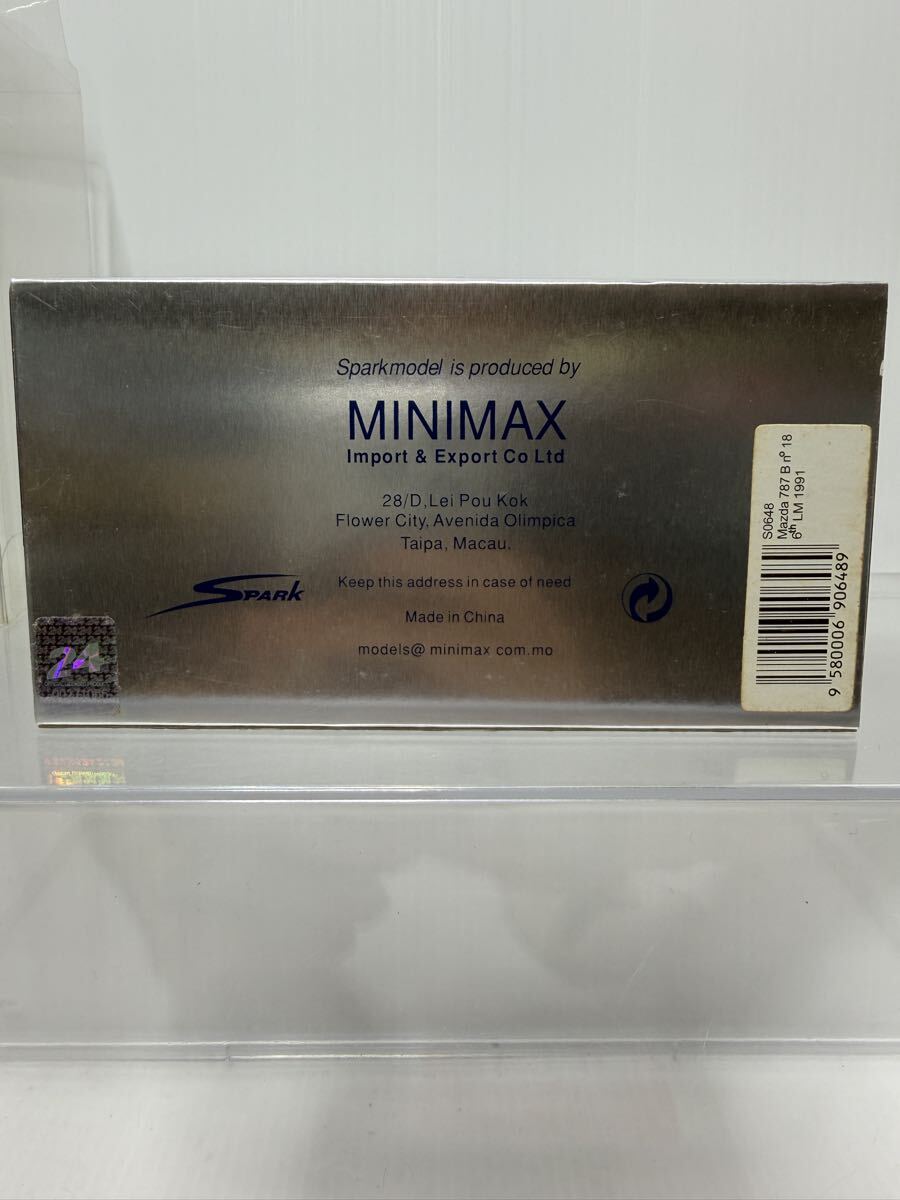 Sparkmodel is produced by
MINIMAX
Import & Export Co Ltd
28/D, Lei Pou Kok
Flower City, Avenida Olimpica
Taipa, Macau.
SPARK
Keep this address in case of need
Made in China
models@ minimax com.mo
24
S0648
Mazda 787 B nº 18
6th LM 1991
9 580006 906489